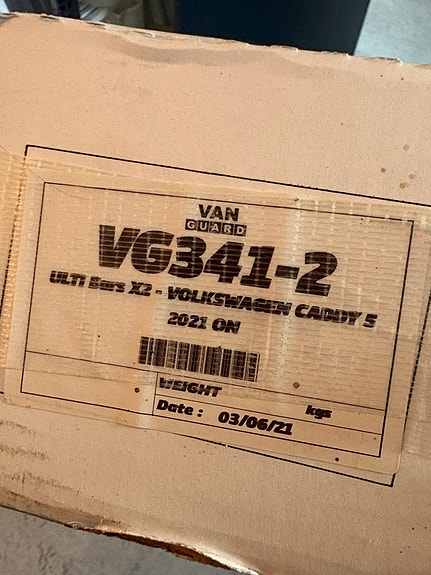 VAN
GUARD
VG341-2
ULTI Bars X2 - VOLKSWAGEN CADDY 5
2021 ON
WEIGHT kgs
Date : 03/06/21